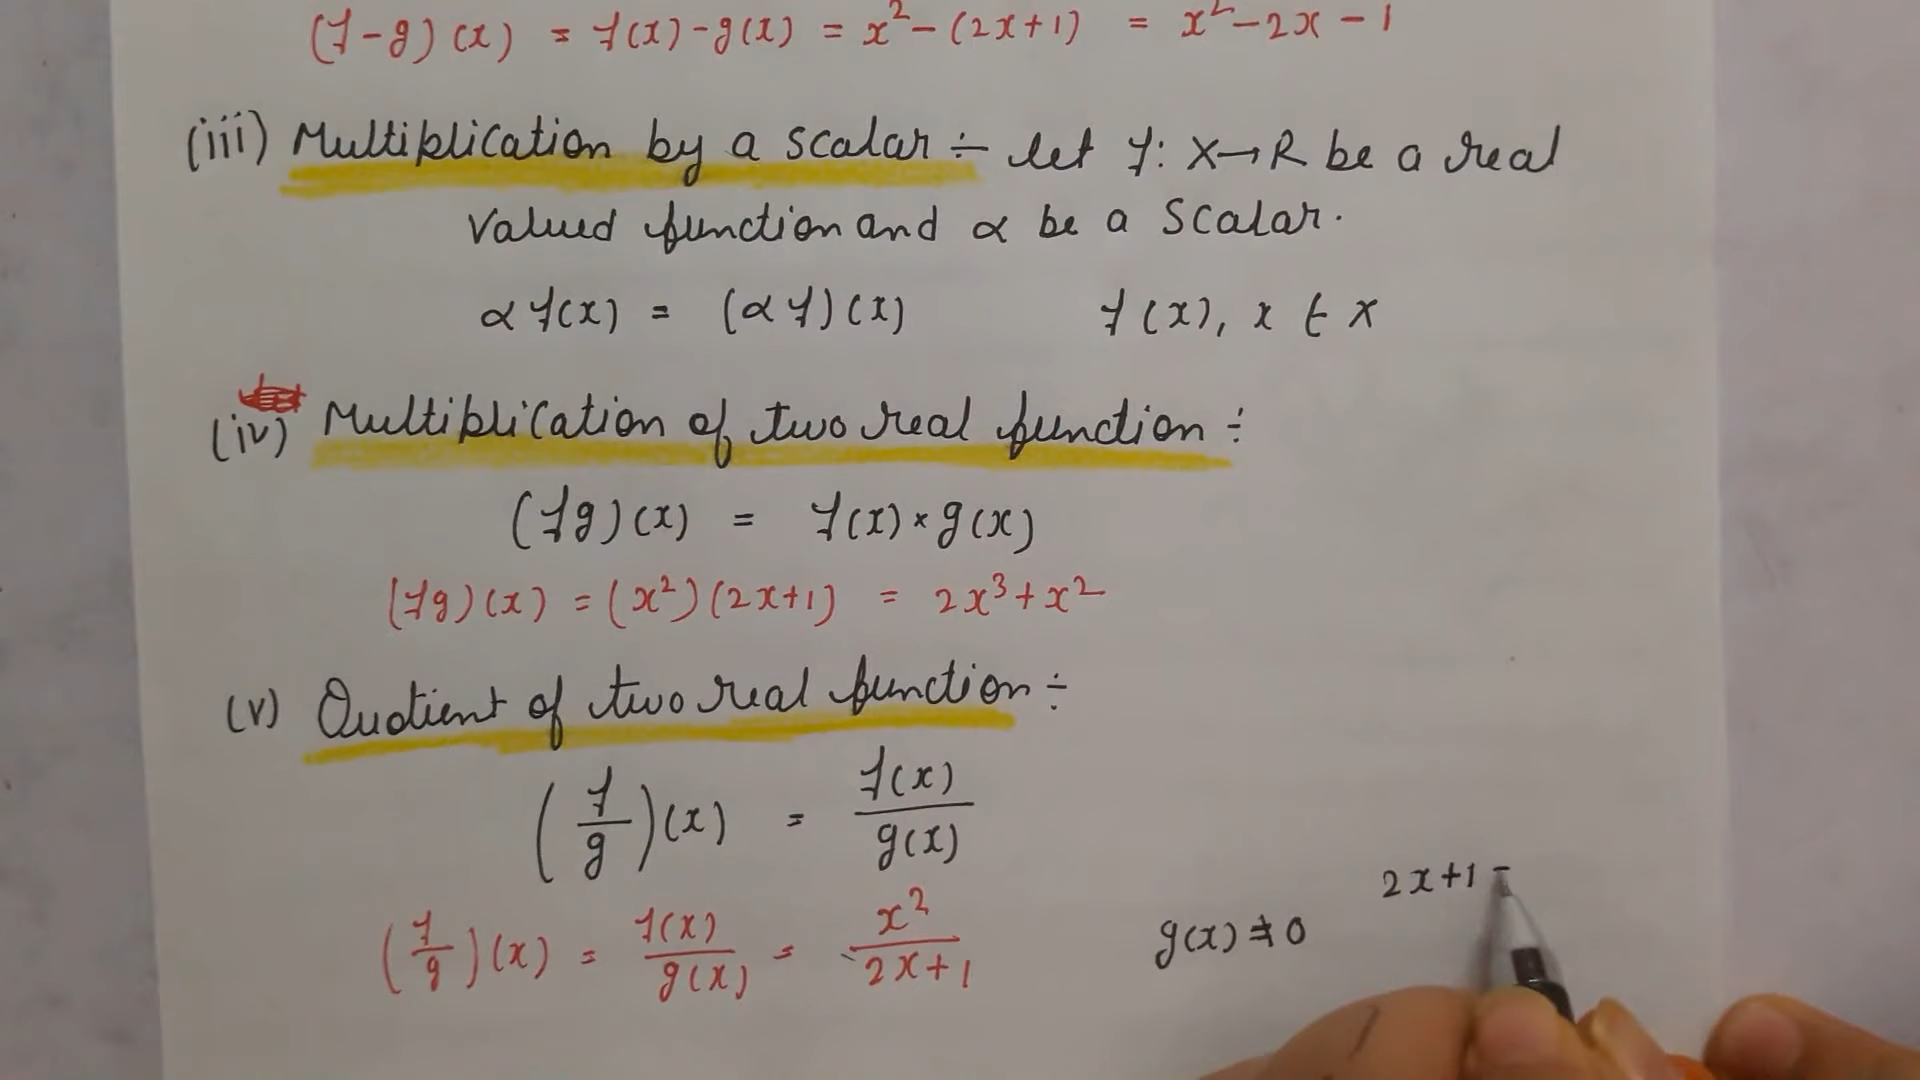 (f-g)(x) = f(x)-g(x) = x²-(2x+1) = x²-2x-1
(iii) Multiplication by a scalar ÷ let f: X→R be a real
valued function and α be a Scalar.
αf(x) = (αf)(x) f(x), x ∈ X
(iv) Multiplication of two real function ÷
(fg)(x) = f(x)×g(x)
(fg)(x) = (x²)(2x+1) = 2x³+x²
(v) Quotient of two real function ÷
(f/g)(x) = f(x)/g(x)
(f/g)(x) = f(x)/g(x) = x²/2x+1 g(x) ≠ 0 2x+1 -